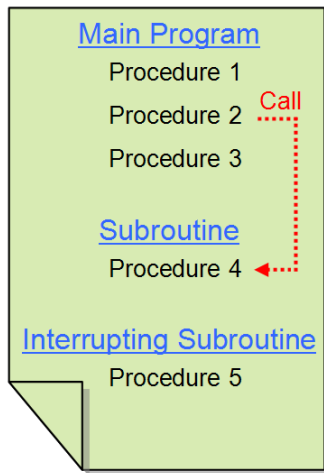 Main Program
Procedure 1
Procedure 2
Call
Procedure 3
Subroutine
Procedure 4
Interrupting Subroutine
Procedure 5